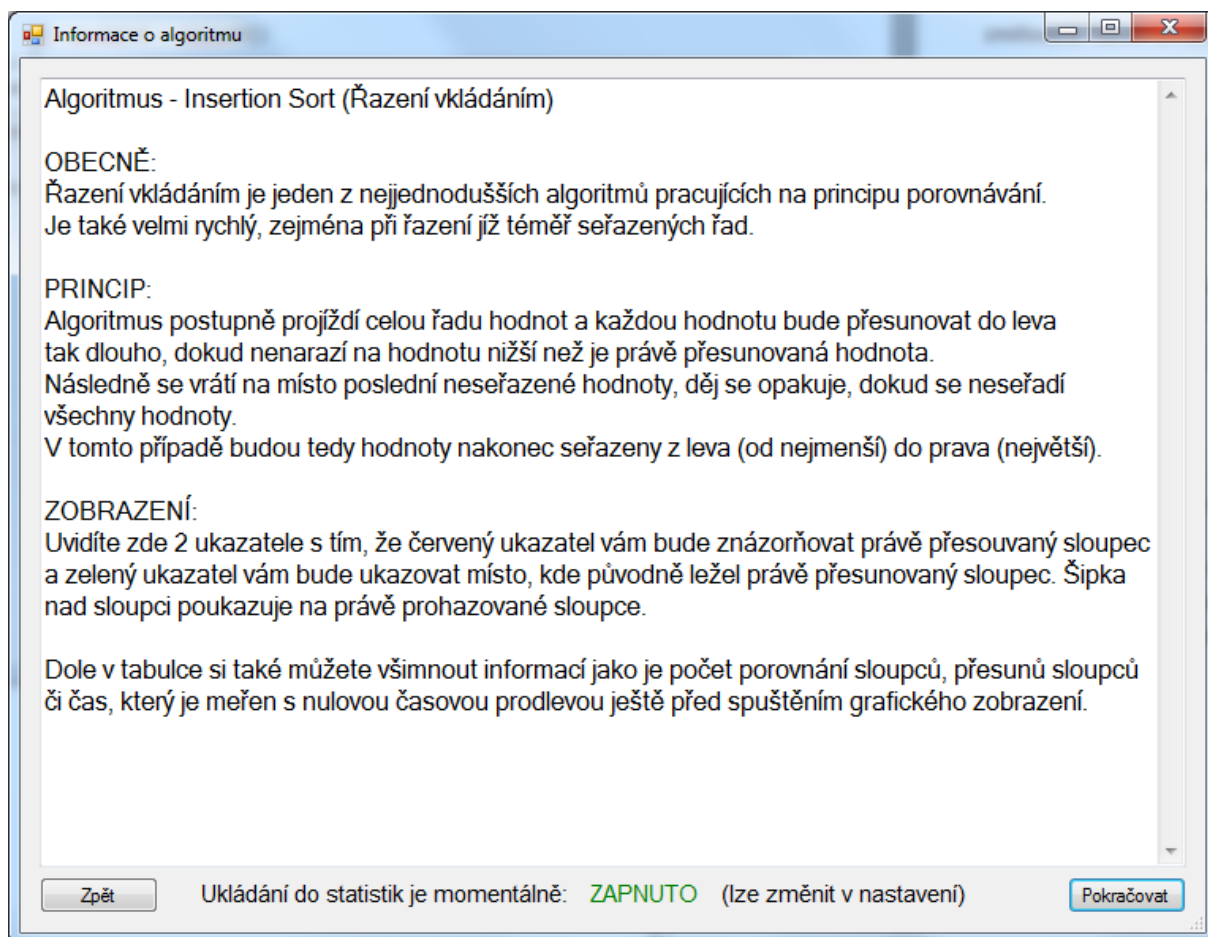 Informace o algoritmu
Algoritmus - Insertion Sort (Řazení vkládáním)
OBECNĚ:
Řazení vkládáním je jeden z nejjednodušších algoritmů pracujících na principu porovnávání.
Je také velmi rychlý, zejména při řazení jíž téměř seřazených řad.
PRINCIP:
Algoritmus postupně projíždí celou řadu hodnot a každou hodnotu bude přesunovat do leva
tak dlouho, dokud nenarazí na hodnotu nižší než je právě přesunovaná hodnota.
Následně se vrátí na místo poslední neseřazené hodnoty, děj se opakuje, dokud se neseřadí
všechny hodnoty.
V tomto případě budou tedy hodnoty nakonec seřazeny z leva (od nejmenší) do prava (největší).
ZOBRAZENÍ:
Uvidíte zde 2 ukazatele s tím, že červený ukazatel vám bude znázorňovat právě přesouvaný sloupec
a zelený ukazatel vám bude ukazovat místo, kde původně ležel právě přesunovaný sloupec. Šipka
nad sloupci poukazuje na právě prohazované sloupce.
Dole v tabulce si také můžete všimnout informací jako je počet porovnání sloupců, přesunů sloupců
či čas, který je meřen s nulovou časovou prodlevou ještě před spuštěním grafického zobrazení.
Zpět Ukládání do statistik je momentálně: ZAPNUTO (lze změnit v nastavení) Pokračovat